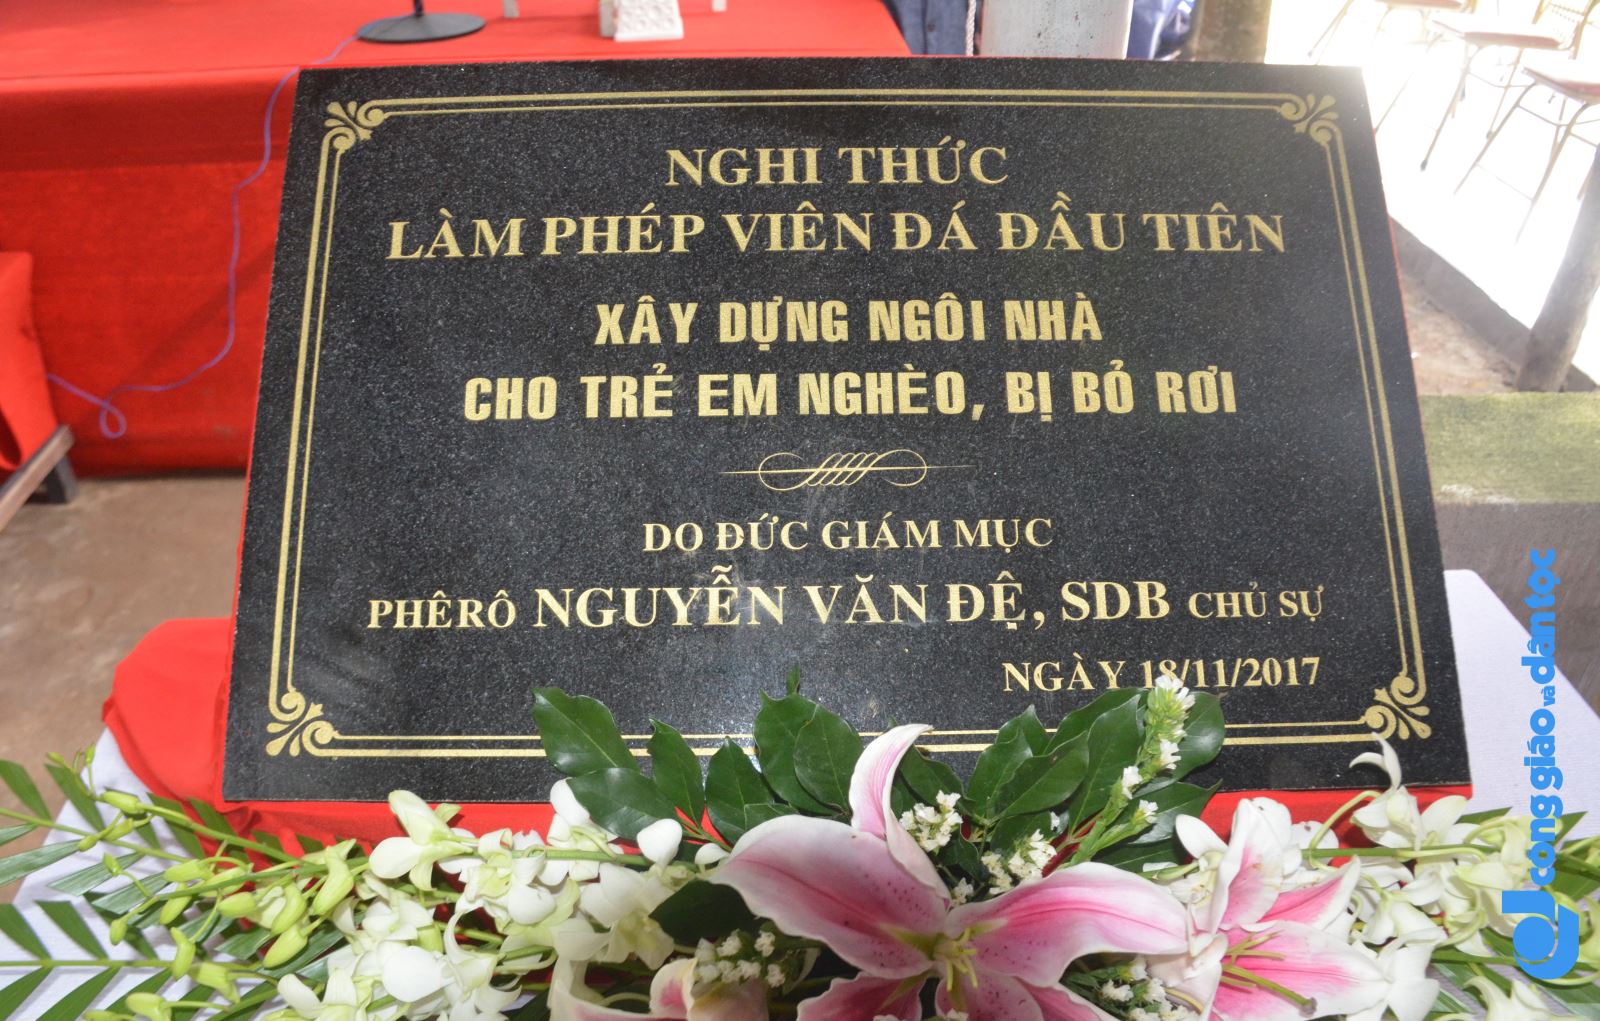 NGHI THỨC
LÀM PHÉP VIÊN ĐÁ ĐẦU TIÊN
XÂY DỰNG NGÔI NHÀ
CHO TRẺ EM NGHÈO, BỊ BỎ RƠI
DO ĐỨC GIÁM MỤC
PHÊRÔ NGUYỄN VĂN ĐỆ, SDB CHỦ SỰ
NGÀY 18/11/2017
công giáo và dân tộc